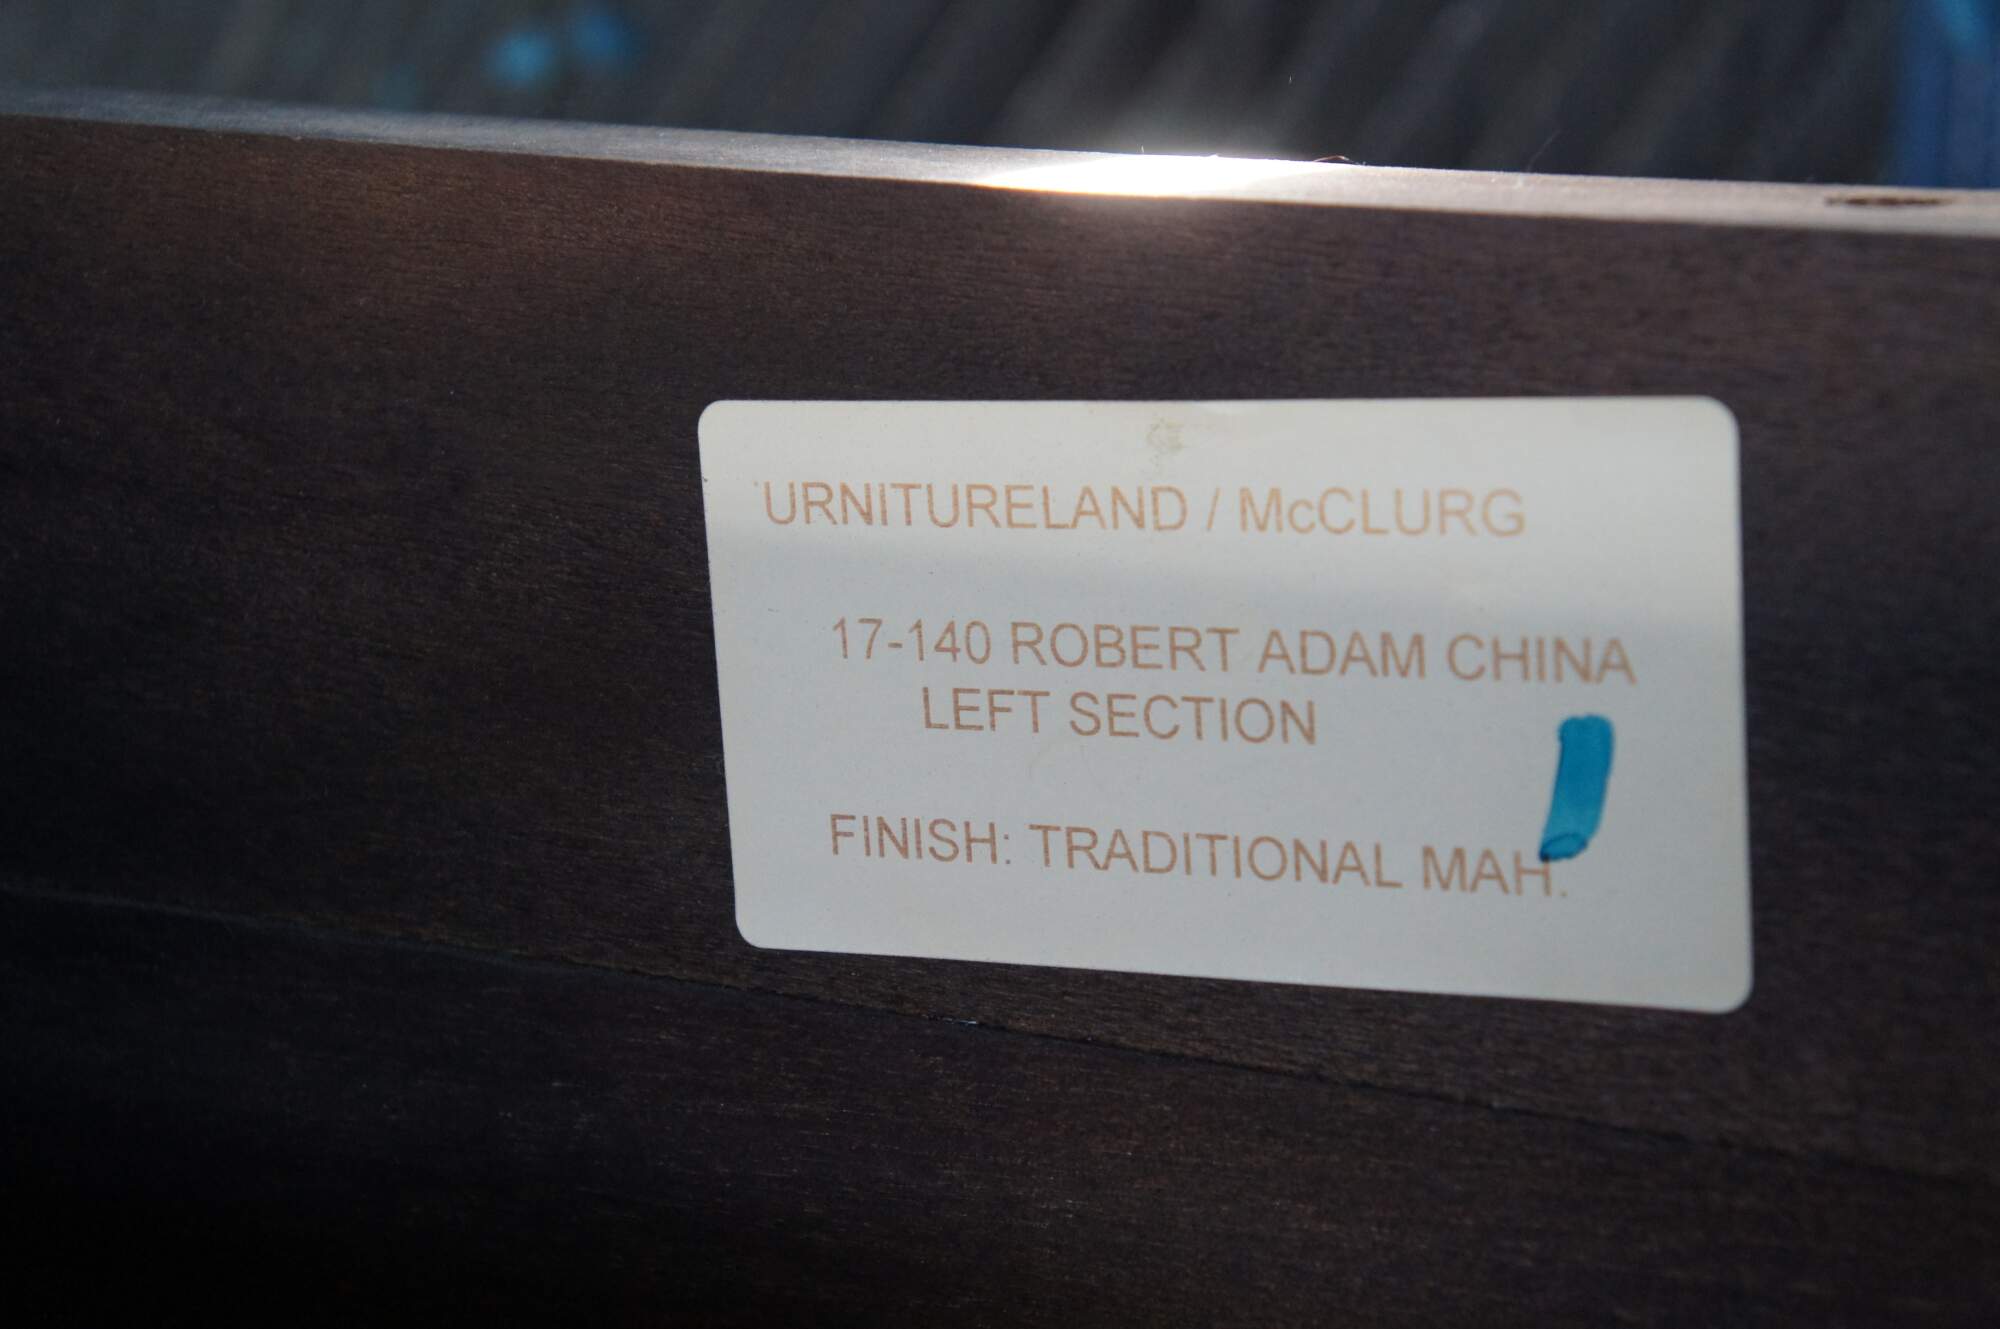 URNITURELAND / McCLURG
17-140 ROBERT ADAM CHINA
LEFT SECTION
FINISH: TRADITIONAL MAH.